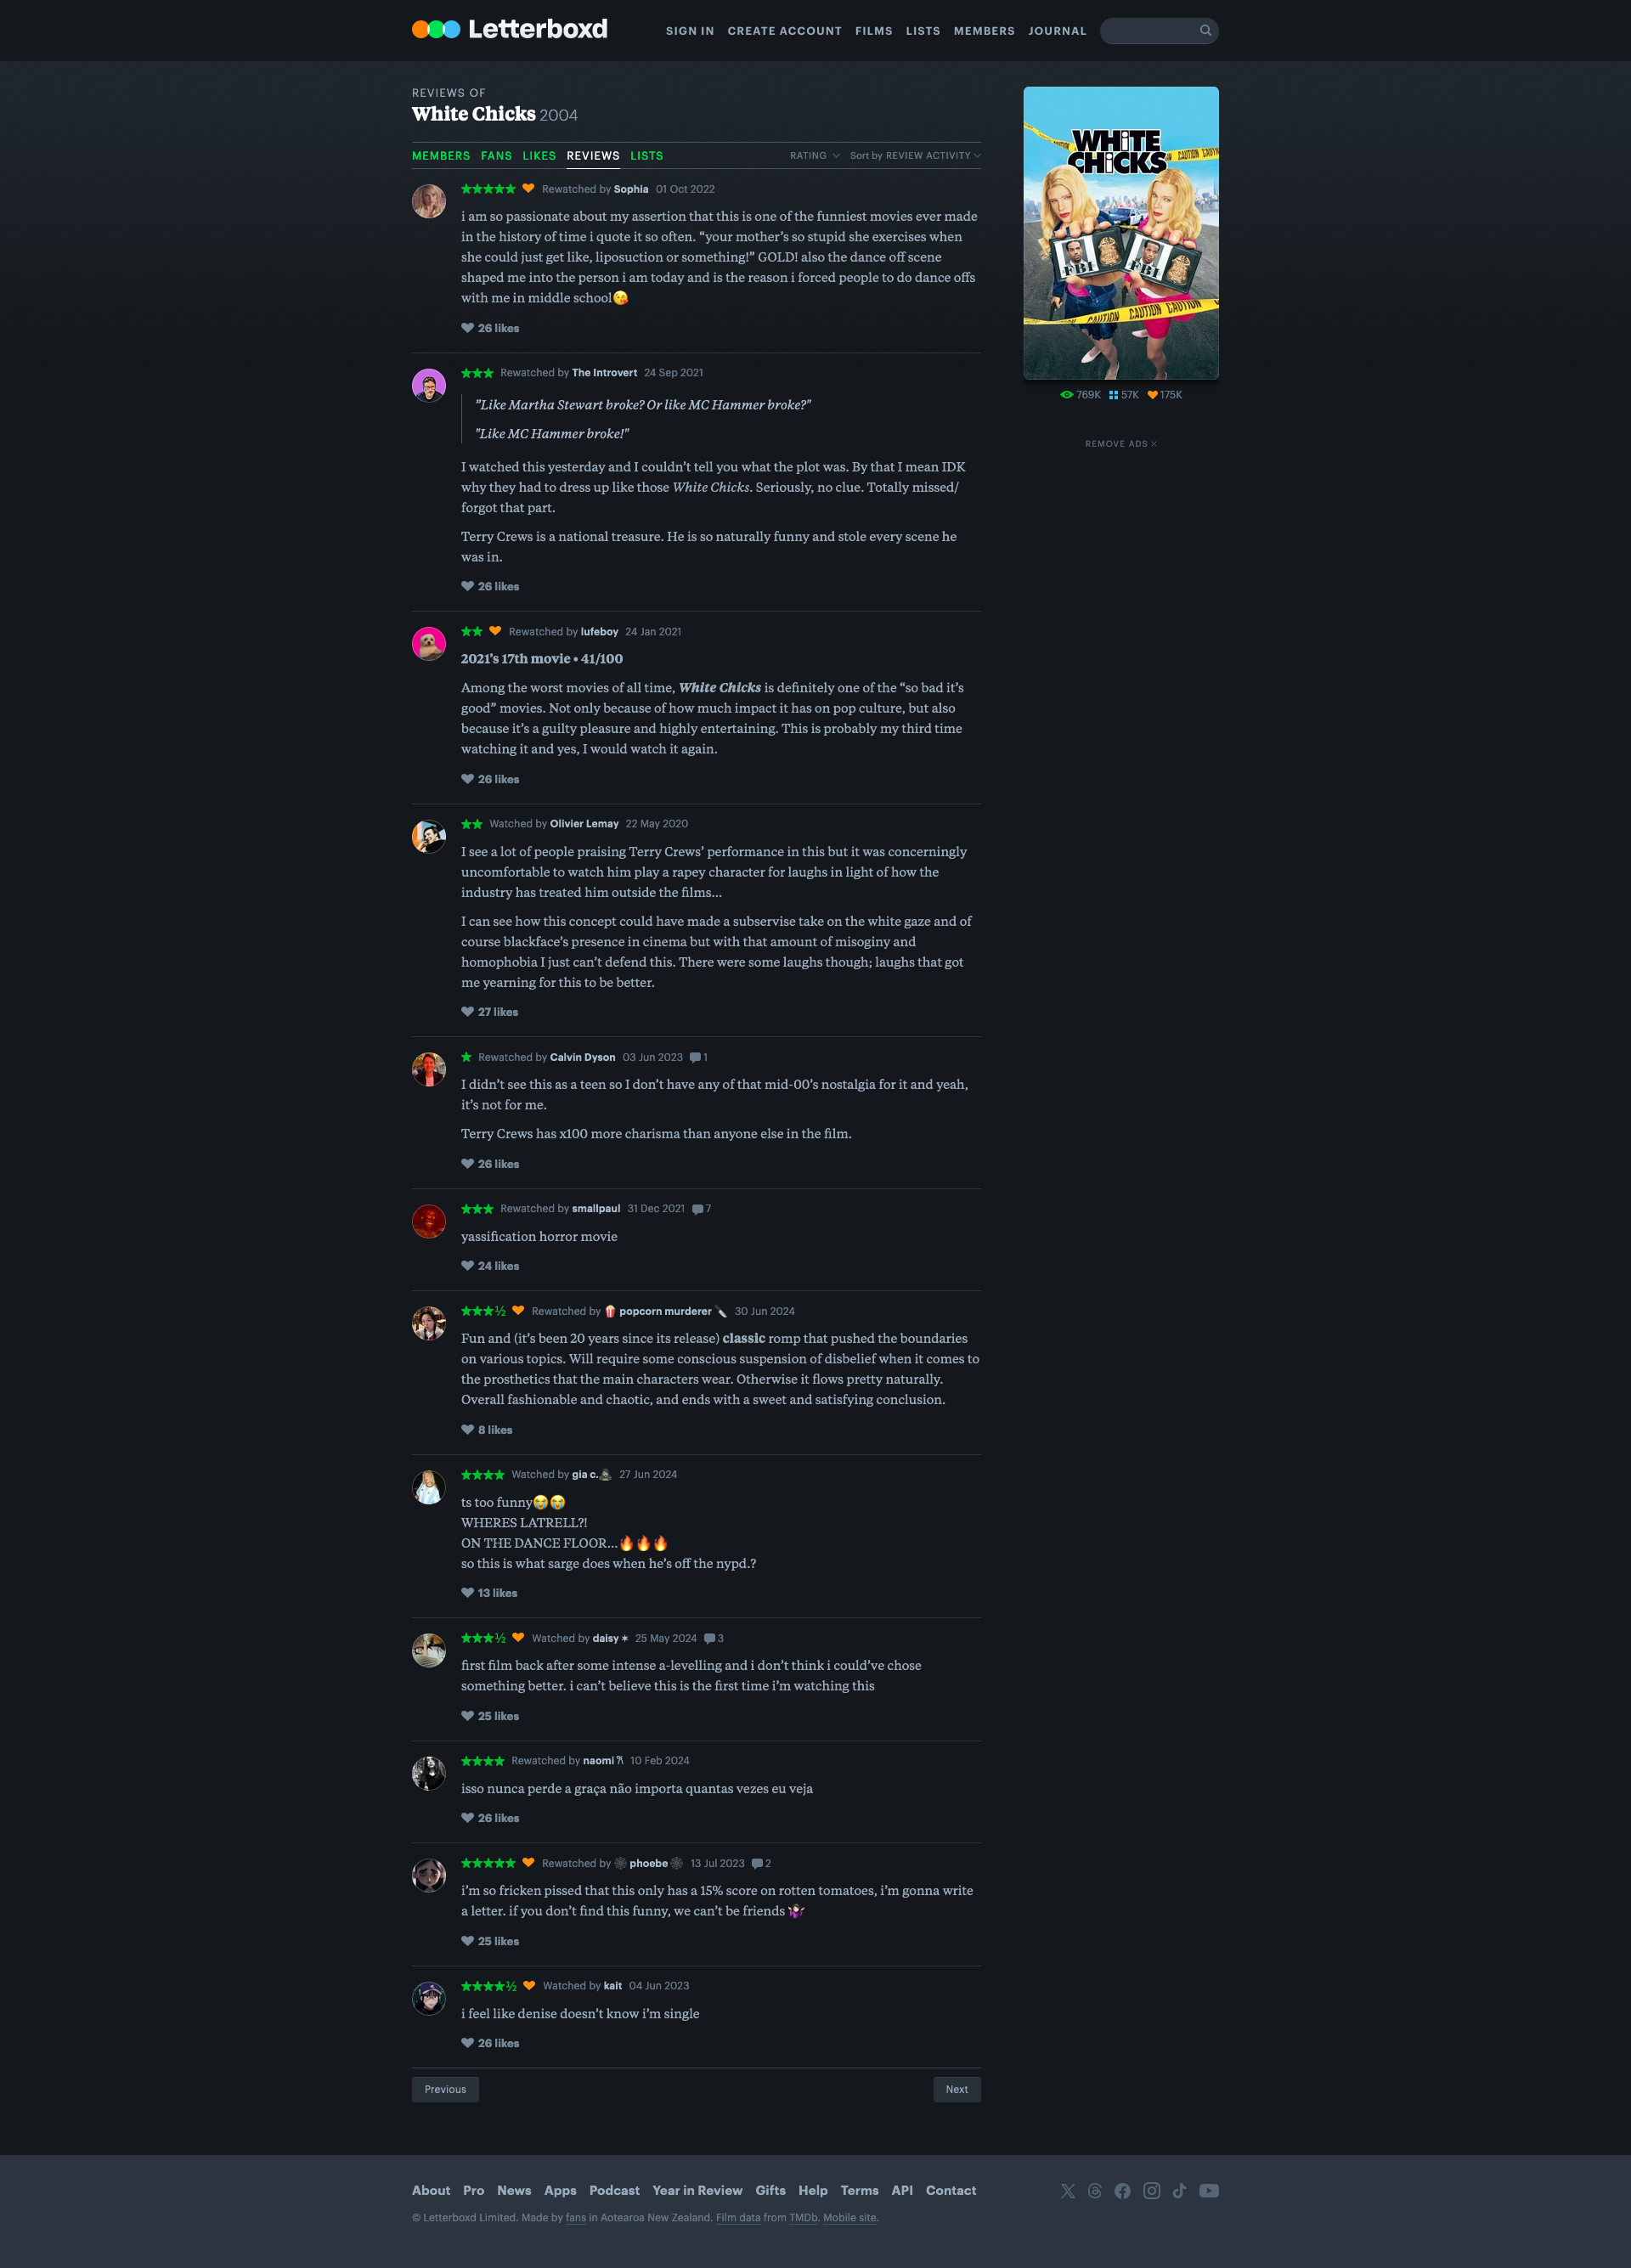 Letterboxd
SIGN IN CREATE ACCOUNT FILMS LISTS MEMBERS JOURNAL
REVIEWS OF
White Chicks 2004
MEMBERS FANS LIKES REVIEWS LISTS
RATING Sort by REVIEW ACTIVITY
★★★★★ Rewatched by Sophia 01 Oct 2022
i am so passionate about my assertion that this is one of the funniest movies ever made
in the history of time i quote it so often. “your mother’s so stupid she exercises when
she could just get like, liposuction or something!” GOLD! also the dance off scene
shaped me into the person i am today and is the reason i forced people to do dance offs
with me in middle school😘
26 likes
★★★ Rewatched by The Introvert 24 Sep 2021
”Like Martha Stewart broke? Or like MC Hammer broke?"
"Like MC Hammer broke!"
I watched this yesterday and I couldn’t tell you what the plot was. By that I mean IDK
why they had to dress up like those White Chicks. Seriously, no clue. Totally missed/
forgot that part.
Terry Crews is a national treasure. He is so naturally funny and stole every scene he
was in.
26 likes
★★ Rewatched by lufeboy 24 Jan 2021
2021’s 17th movie • 41/100
Among the worst movies of all time, White Chicks is definitely one of the “so bad it’s
good” movies. Not only because of how much impact it has on pop culture, but also
because it’s a guilty pleasure and highly entertaining. This is probably my third time
watching it and yes, I would watch it again.
26 likes
★★ Watched by Olivier Lemay 22 May 2020
I see a lot of people praising Terry Crews’ performance in this but it was concerningly
uncomfortable to watch him play a rapey character for laughs in light of how the
industry has treated him outside the films…
I can see how this concept could have made a subservise take on the white gaze and of
course blackface’s presence in cinema but with that amount of misoginy and
homophobia I just can’t defend this. There were some laughs though; laughs that got
me yearning for this to be better.
27 likes
★ Rewatched by Calvin Dyson 03 Jun 2023 1
I didn’t see this as a teen so I don’t have any of that mid-00’s nostalgia for it and yeah,
it’s not for me.
Terry Crews has x100 more charisma than anyone else in the film.
26 likes
★★★ Rewatched by smallpaul 31 Dec 2021 7
yassification horror movie
24 likes
★★★½ Rewatched by 🍿 popcorn murderer🔪 30 Jun 2024
Fun and (it’s been 20 years since its release) classic romp that pushed the boundaries
on various topics. Will require some conscious suspension of disbelief when it comes to
the prosthetics that the main characters wear. Otherwise it flows pretty naturally.
Overall fashionable and chaotic, and ends with a sweet and satisfying conclusion.
8 likes
★★★★ Watched by gia c. 27 Jun 2024
ts too funny😭😭
WHERES LATRELL?!
ON THE DANCE FLOOR…🔥🔥🔥
so this is what sarge does when he’s off the nypd.?
13 likes
★★★½ Watched by daisy ✶ 25 May 2024 3
first film back after some intense a-levelling and i don’t think i could’ve chose
something better. i can’t believe this is the first time i’m watching this
25 likes
★★★★ Rewatched by naomi 10 Feb 2024
isso nunca perde a graça não importa quantas vezes eu veja
26 likes
★★★★★ Rewatched by 🕸 phoebe 🕸 13 Jul 2023 2
i’m so fricken pissed that this only has a 15% score on rotten tomatoes, i’m gonna write
a letter. if you don’t find this funny, we can’t be friends 🤷🏻‍♀️
25 likes
★★★★½ Watched by kait 04 Jun 2023
i feel like denise doesn’t know i’m single
26 likes
Previous Next
WHITE
CHiCKS
CAUTION CAUTION
FBI FBI
CAUTION CAUTION CAUTION
769K 57K 175K
REMOVE ADS
About Pro News Apps Podcast Year in Review Gifts Help Terms API Contact
© Letterboxd Limited. Made by fans in Aotearoa New Zealand. Film data from TMDb. Mobile site.